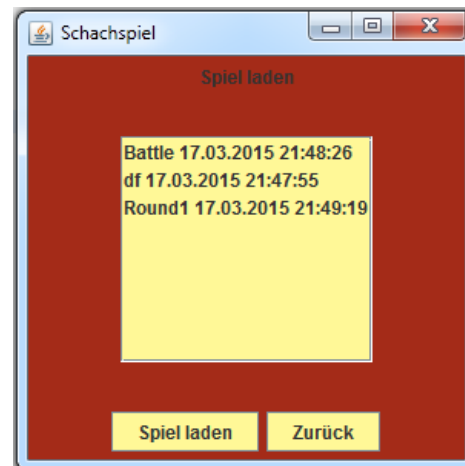 Schachspiel
Spiel laden
Battle 17.03.2015 21:48:26
df 17.03.2015 21:47:55
Round1 17.03.2015 21:49:19
Spiel laden Zurück